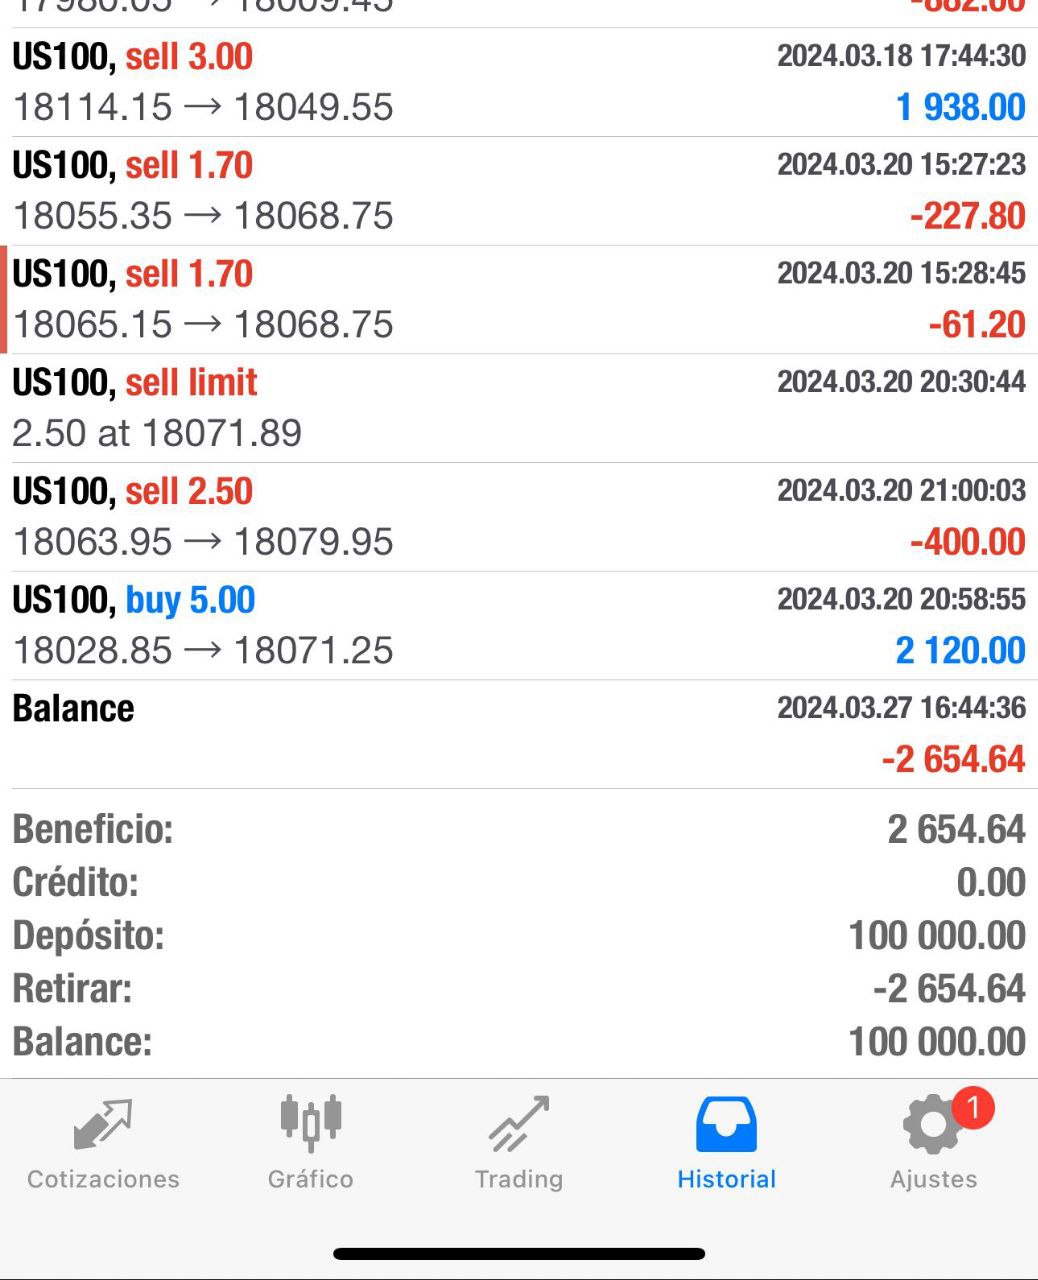 17980.05 → 18009.45
-882.00
US100, sell 3.00 2024.03.18 17:44:30
18114.15 → 18049.55 1 938.00
US100, sell 1.70 2024.03.20 15:27:23
18055.35 → 18068.75 -227.80
US100, sell 1.70 2024.03.20 15:28:45
18065.15 → 18068.75 -61.20
US100, sell limit 2024.03.20 20:30:44
2.50 at 18071.89
US100, sell 2.50 2024.03.20 21:00:03
18063.95 → 18079.95 -400.00
US100, buy 5.00 2024.03.20 20:58:55
18028.85 → 18071.25 2 120.00
Balance 2024.03.27 16:44:36
-2 654.64
Beneficio: 2 654.64
Crédito: 0.00
Depósito: 100 000.00
Retirar: -2 654.64
Balance: 100 000.00
1
Cotizaciones Gráfico Trading Historial Ajustes